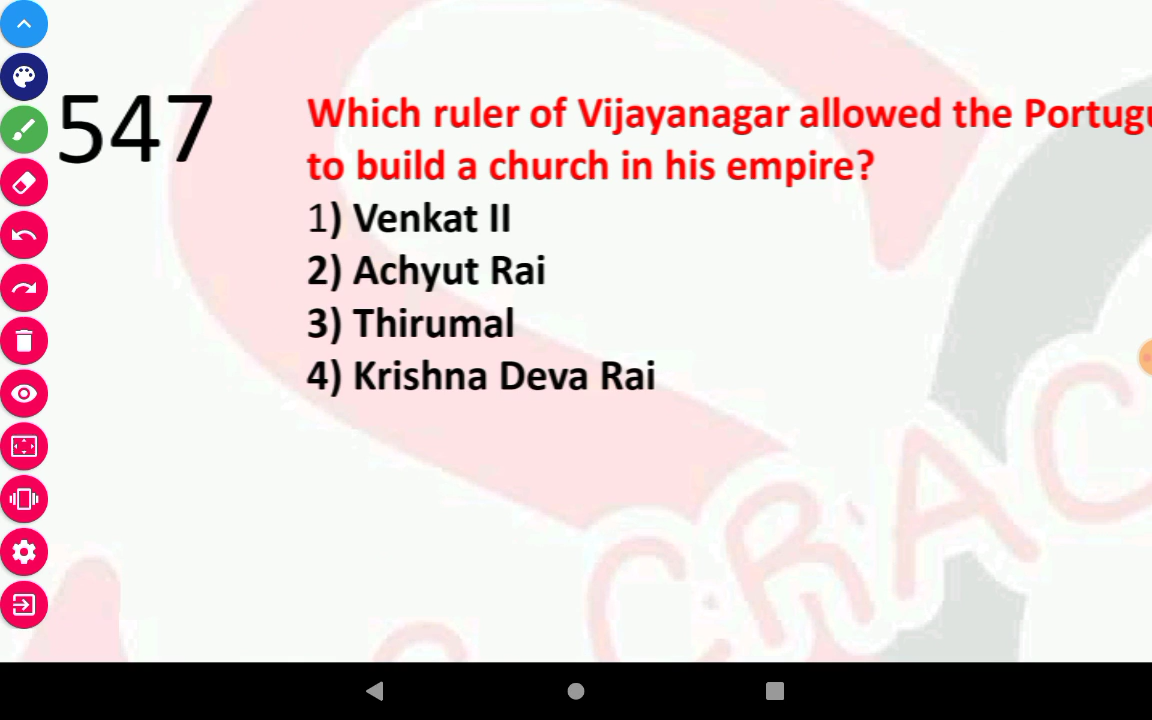 547
Which ruler of Vijayanagar allowed the Portugu
to build a church in his empire?
1) Venkat II
2) Achyut Rai
3) Thirumal
4) Krishna Deva Rai
CRAC